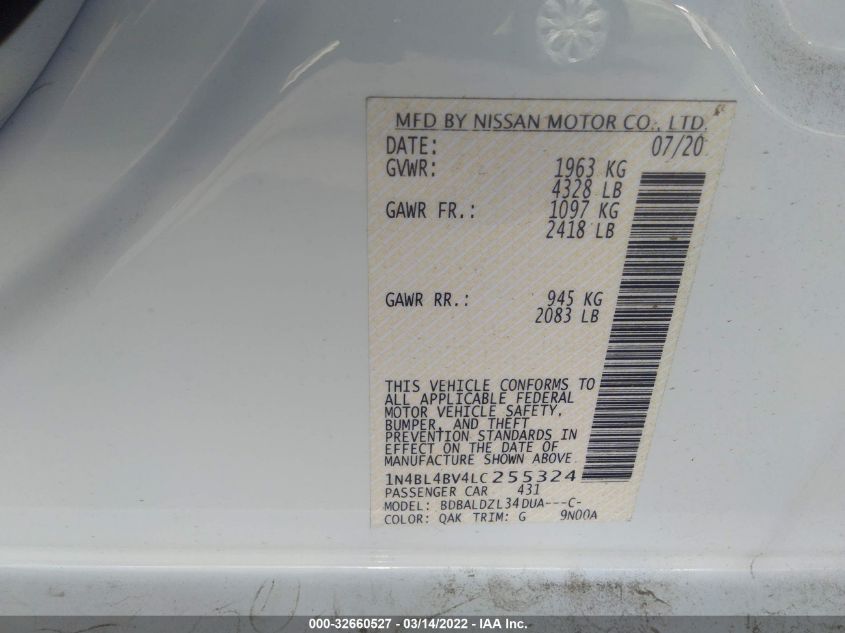 MFD BY NISSAN MOTOR CO., LTD.
DATE: 07/20
GVWR: 1963 KG
4328 LB
GAWR FR.: 1097 KG
2418 LB
GAWR RR.: 945 KG
2083 LB
THIS VEHICLE CONFORMS TO
ALL APPLICABLE FEDERAL
MOTOR VEHICLE SAFETY,
BUMPER, AND THEFT
PREVENTION STANDARDS IN
EFFECT ON THE DATE OF
MANUFACTURE SHOWN ABOVE.
1N4BL4BV4LC255324
PASSENGER CAR 431
MODEL: BDBALDZL34DUA---C-
COLOR: QAK TRIM: G 9N00A
000-32660527 - 03/14/2022 - IAA Inc.